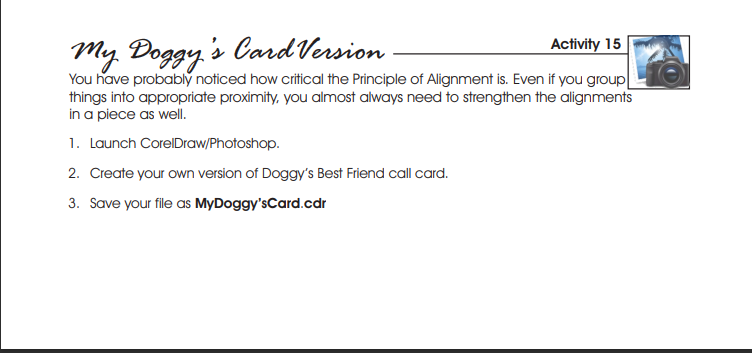 My Doggy's Card Version
Activity 15
You have probably noticed how critical the Principle of Alignment is. Even if you group
things into appropriate proximity, you almost always need to strengthen the alignments
in a piece as well.
1. Launch CorelDraw/Photoshop.
2. Create your own version of Doggy's Best Friend call card.
3. Save your file as MyDoggy'sCard.cdr